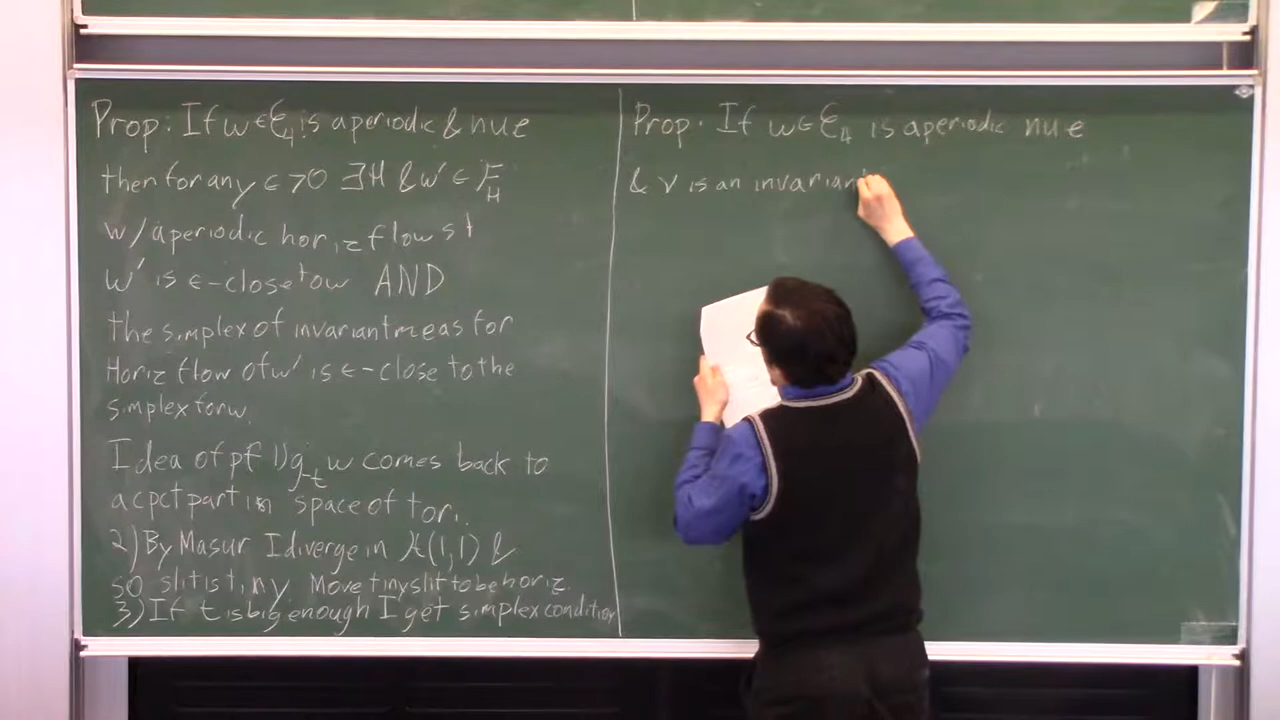 Prop: If w ∈ E_4 is aperiodic & nue
then for any ε >0 ∃H & w' ∈ F_H
w/ aperiodic horiz flow st
w' is ε-close to w AND
the simplex of invariant meas for
Horiz flow of w' is ε-close to the
simplex for w.
Idea of pf 1) g_-t w comes back to
a cpct part in space of tori.
2) By Masur I diverge in H(1,1) &
so slit is tiny Move tiny slit to be horiz.
3) If t is big enough I get simplex condition
Prop. If w ∈ E_4 is aperiodic nue
& ν is an invariant